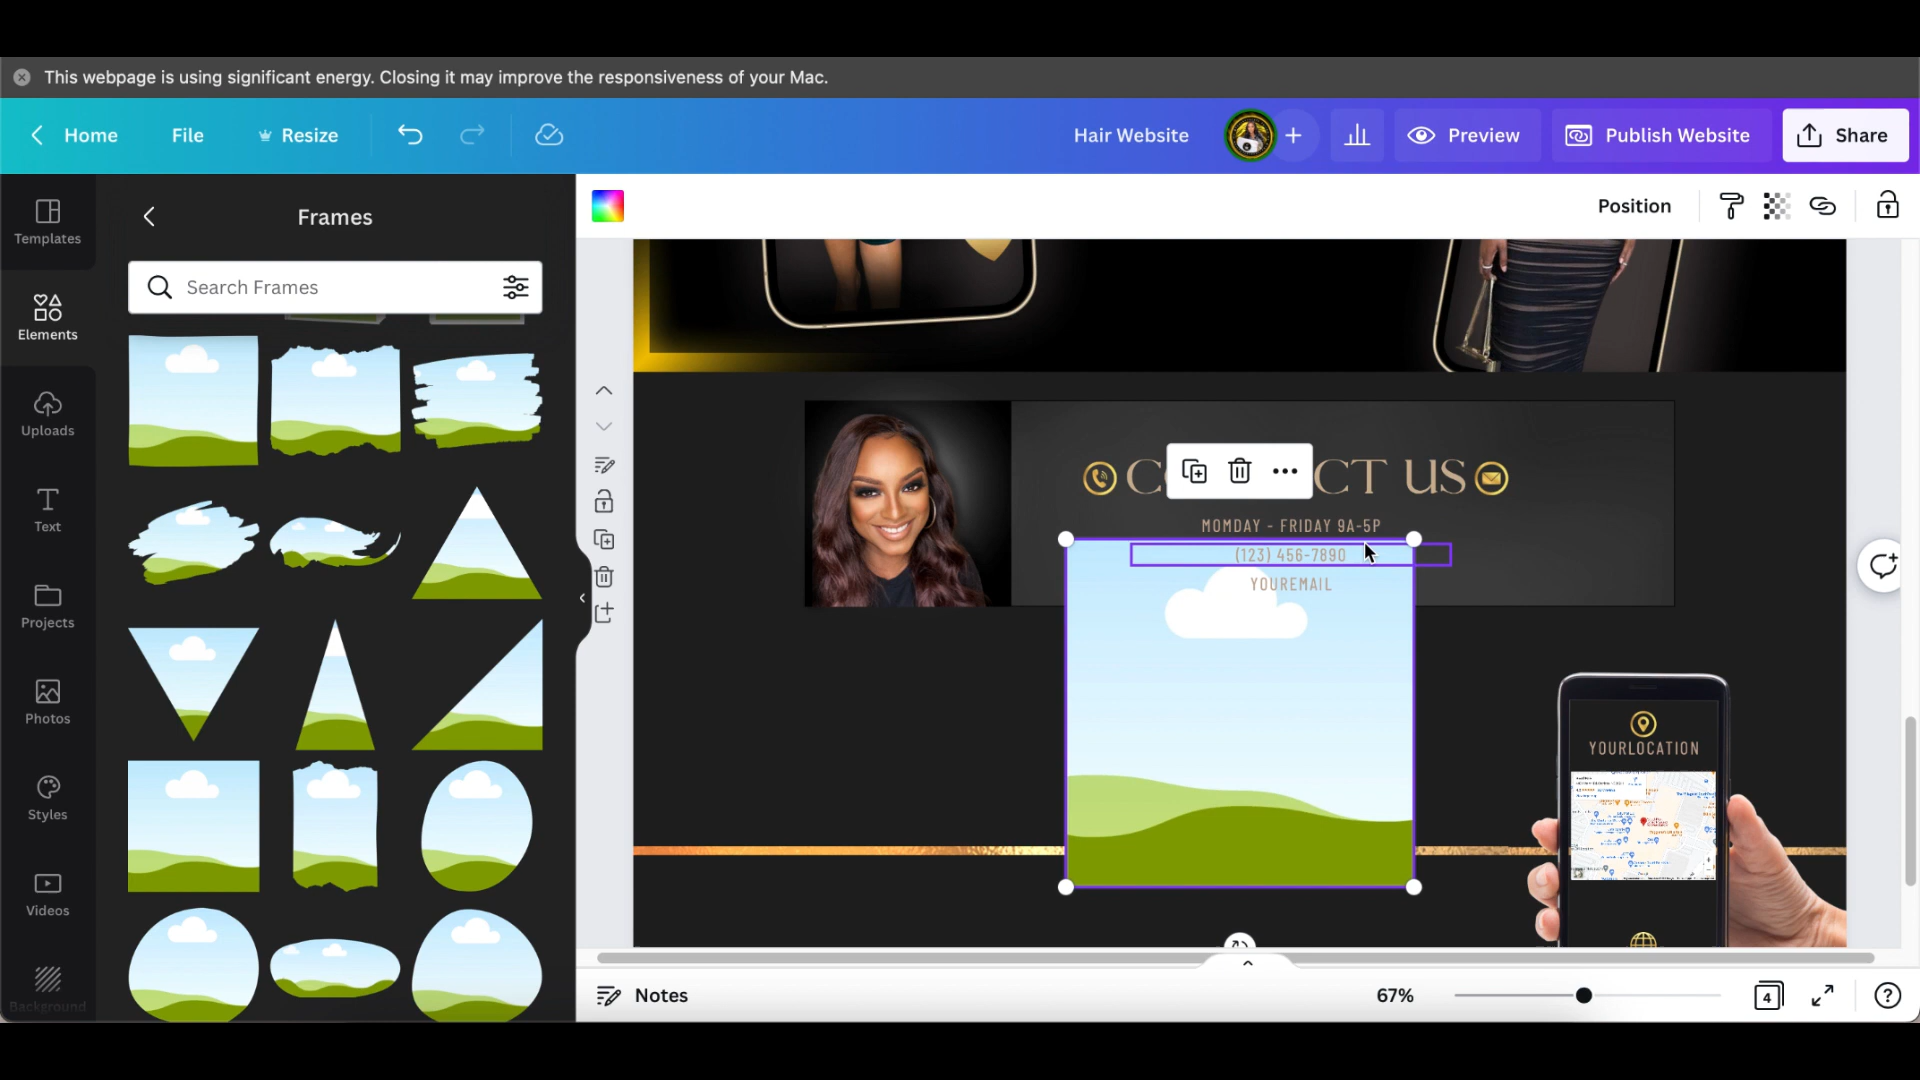 This webpage is using significant energy. Closing it may improve the responsiveness of your Mac.
Home
File
Resize
Hair Website
Preview
Publish Website
Share
Templates
Elements
Uploads
Text
Projects
Photos
Styles
Videos
Background
Frames
Search Frames
Position
CT US
MOMDAY - FRIDAY 9A-5P
(123) 456-7890
YOUREMAIL
YOURLOCATION
Notes
67%
4